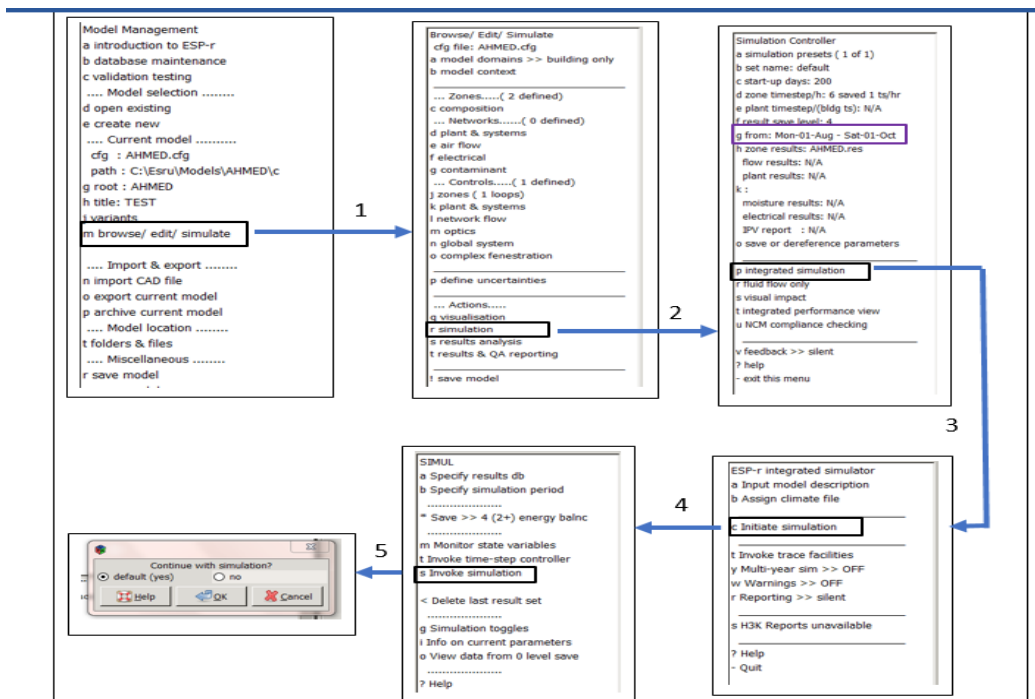 Model Management
a introduction to ESP-r
b database maintenance
c validation testing
.... Model selection ........
d open existing
e create new
.... Current model ..........
cfg : AHMED.cfg
path : C:\Esru\Models\AHMED\c
g root : AHMED
h title: TEST
i variants
m browse/ edit/ simulate
.... Import & export ........
n import CAD file
o export current model
p archive current model
.... Model location ........
t folders & files
.... Miscellaneous ........
r save model
1
Browse/ Edit/ Simulate
cfg file: AHMED.cfg
a model domains >> building only
b model context
... Zones....( 2 defined)
c composition
... Networks......( 0 defined)
d plant & systems
e air flow
f electrical
g contaminant
... Controls.....( 1 defined)
j zones ( 1 loops)
k plant & systems
l network flow
m optics
n global system
o complex fenestration
p define uncertainties
... Actions.....
q visualisation
r simulation
s results analysis
t results & QA reporting
! save model
2
Simulation Controller
a simulation presets ( 1 of 1)
b set name: default
c start-up days: 200
d zone timestep/h: 6 saved 1 ts/hr
e plant timestep/(bldg ts): N/A
f result save level: 4
g from: Mon-01-Aug - Sat-01-Oct
h zone results: AHMED.res
flow results: N/A
plant results: N/A
k :
moisture results: N/A
electrical results: N/A
IPV report : N/A
o save or dereference parameters
p integrated simulation
r fluid flow only
s visual impact
t integrated performance view
u NCM compliance checking
v feedback >> silent
? help
- exit this menu
3
ESP-r integrated simulator
a Input model description
b Assign climate file
c Initiate simulation
t Invoke trace facilities
y Multi-year sim >> OFF
w Warnings >> OFF
r Reporting >> silent
s H3K Reports unavailable
? Help
- Quit
4
SIMUL
a Specify results db
b Specify simulation period
....................
* Save >> 4 (2+) energy balnc
....................
m Monitor state variables
t Invoke time-step controller
s Invoke simulation
< Delete last result set
....................
g Simulation toggles
i Info on current parameters
o View data from 0 level save
....................
? Help
5
Continue with simulation?
default (yes) no
Help OK Cancel